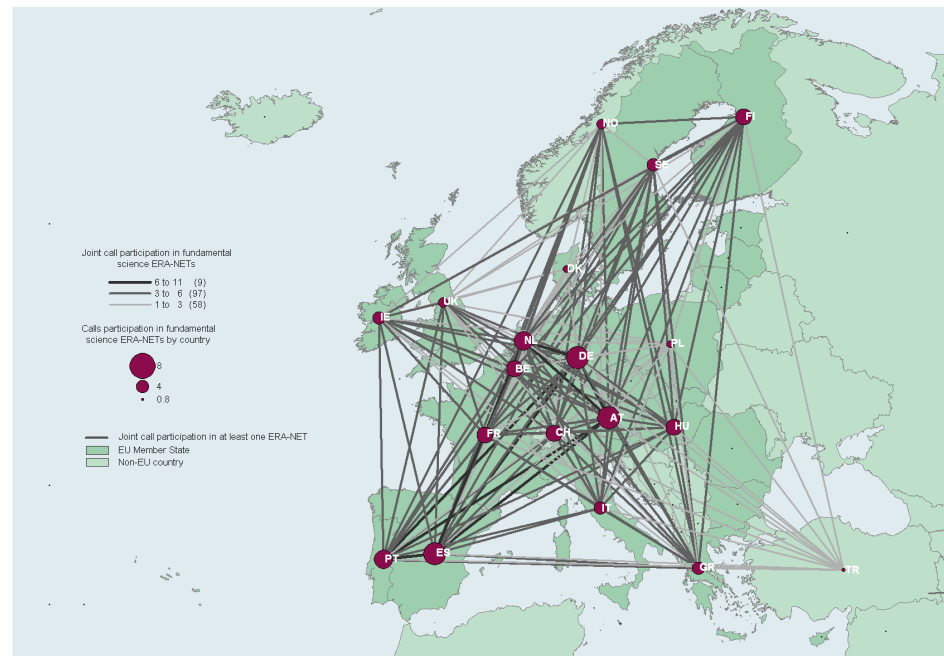 NO
FI
SE
Joint call participation in fundamental
science ERA-NETs
6 to 11 (9)
3 to 6 (97)
1 to 3 (58)
DK
UK
IE
Calls participation in fundamental
science ERA-NETs by country
8
4
0.8
NL
DE
PL
BE
AT
HU
FR
CH
Joint call participation in at least one ERA-NET
EU Member State
Non-EU country
IT
PT
ES
GR
TR